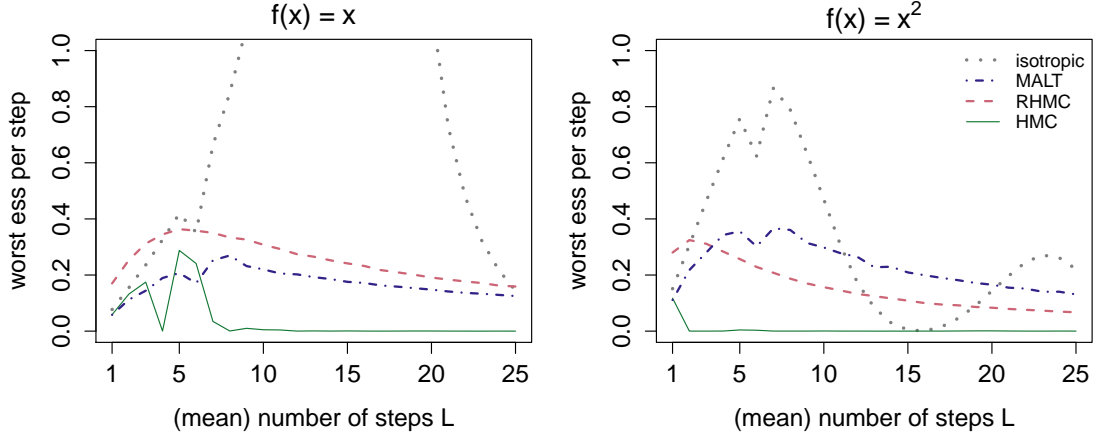 f(x) = x
worst ess per step
0.0 0.2 0.4 0.6 0.8 1.0
1 5 10 15 20 25
(mean) number of steps L
f(x) = x²
worst ess per step
0.0 0.2 0.4 0.6 0.8 1.0
isotropic
MALT
RHMC
HMC
1 5 10 15 20 25
(mean) number of steps L